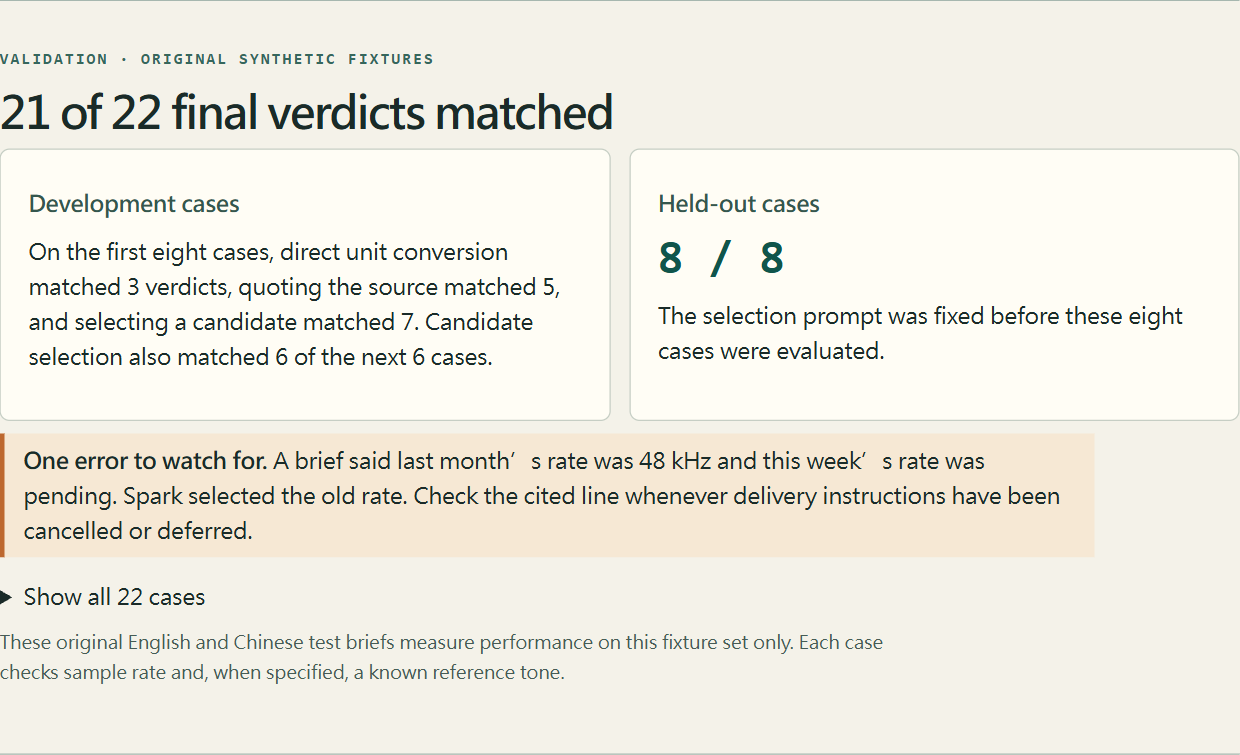 VALIDATION · ORIGINAL SYNTHETIC FIXTURES
21 of 22 final verdicts matched
Development cases
On the first eight cases, direct unit conversion
matched 3 verdicts, quoting the source matched 5,
and selecting a candidate matched 7. Candidate
selection also matched 6 of the next 6 cases.
Held-out cases
8 / 8
The selection prompt was fixed before these eight
cases were evaluated.
One error to watch for. A brief said last month’s rate was 48 kHz and this week’s rate was
pending. Spark selected the old rate. Check the cited line whenever delivery instructions have been
cancelled or deferred.
Show all 22 cases
These original English and Chinese test briefs measure performance on this fixture set only. Each case
checks sample rate and, when specified, a known reference tone.